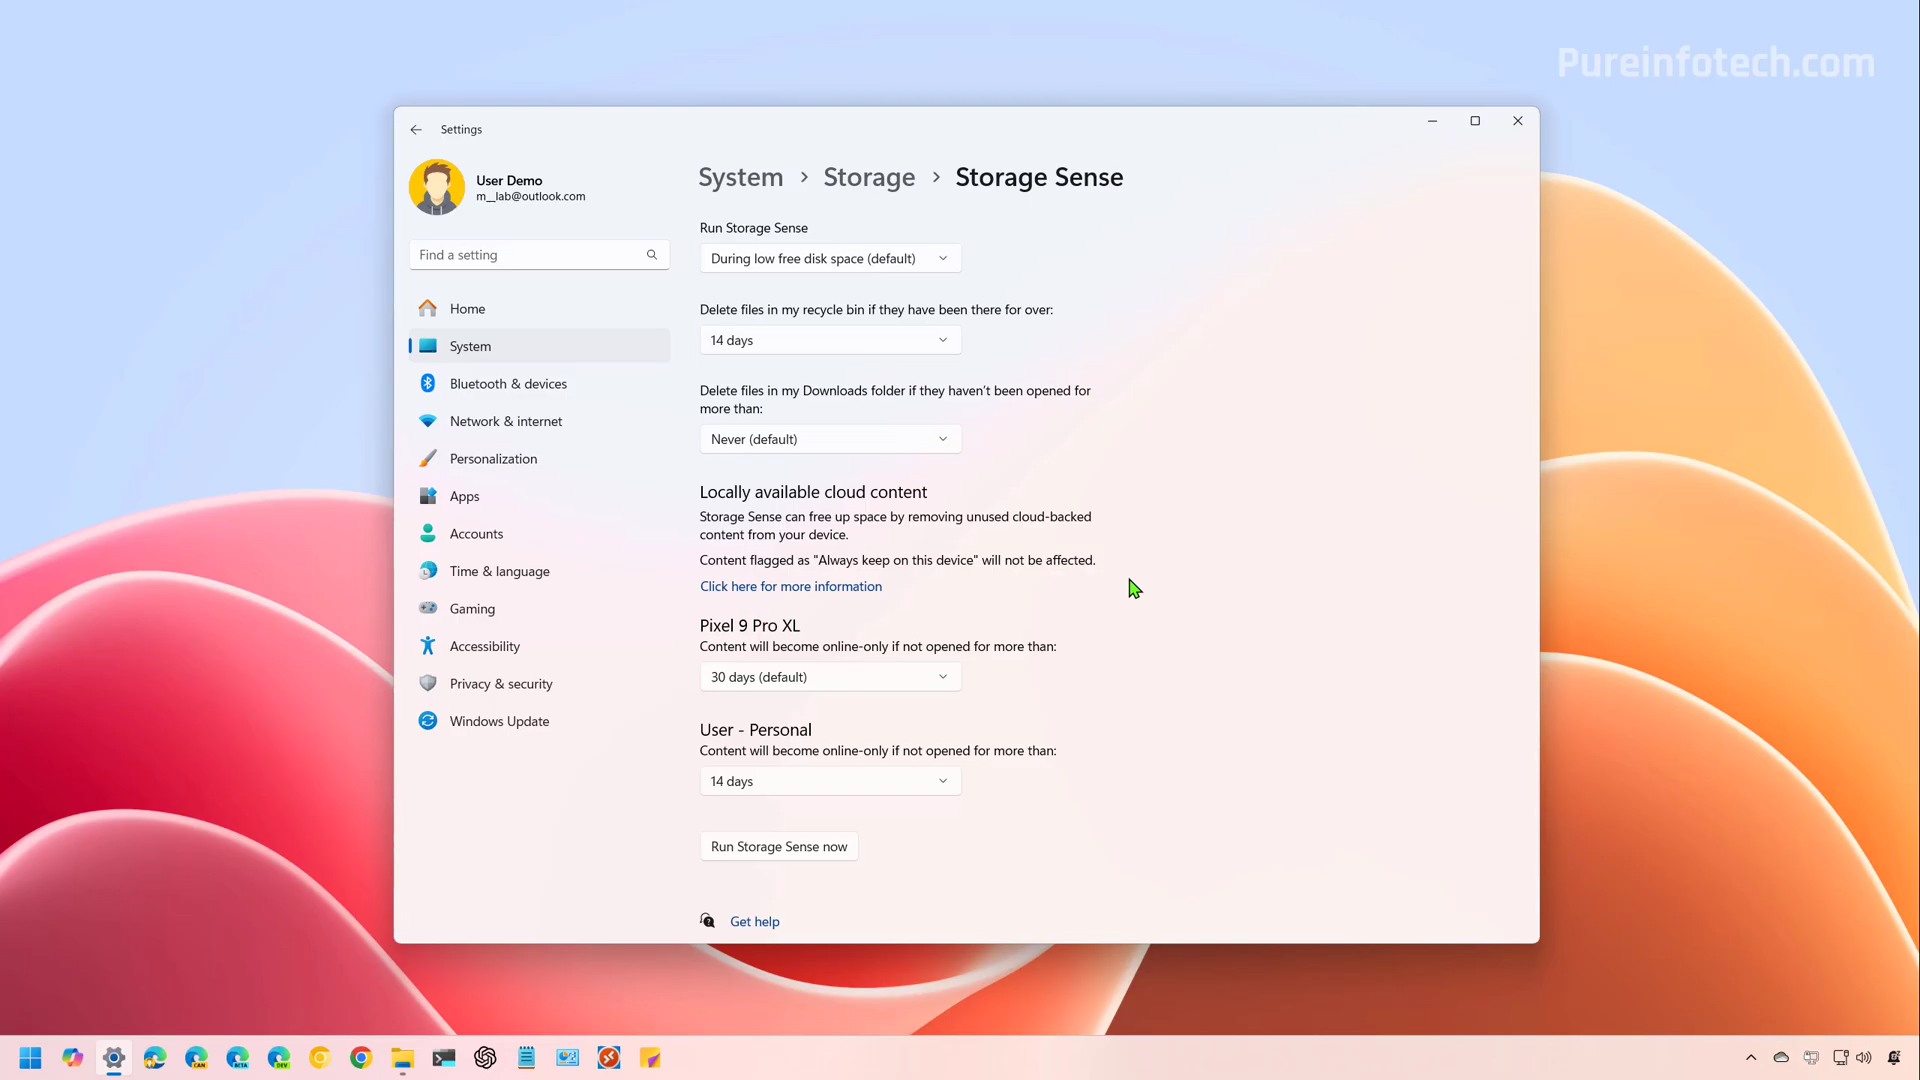 Pureinfotech.com
Settings
User Demo
m__lab@outlook.com
Find a setting
Home
System
Bluetooth & devices
Network & internet
Personalization
Apps
Accounts
Time & language
Gaming
Accessibility
Privacy & security
Windows Update
System > Storage > Storage Sense
Run Storage Sense
During low free disk space (default)
Delete files in my recycle bin if they have been there for over:
14 days
Delete files in my Downloads folder if they haven't been opened for
more than:
Never (default)
Locally available cloud content
Storage Sense can free up space by removing unused cloud-backed
content from your device.
Content flagged as "Always keep on this device" will not be affected.
Click here for more information
Pixel 9 Pro XL
Content will become online-only if not opened for more than:
30 days (default)
User - Personal
Content will become online-only if not opened for more than:
14 days
Run Storage Sense now
Get help
CAN
BETA
DEV